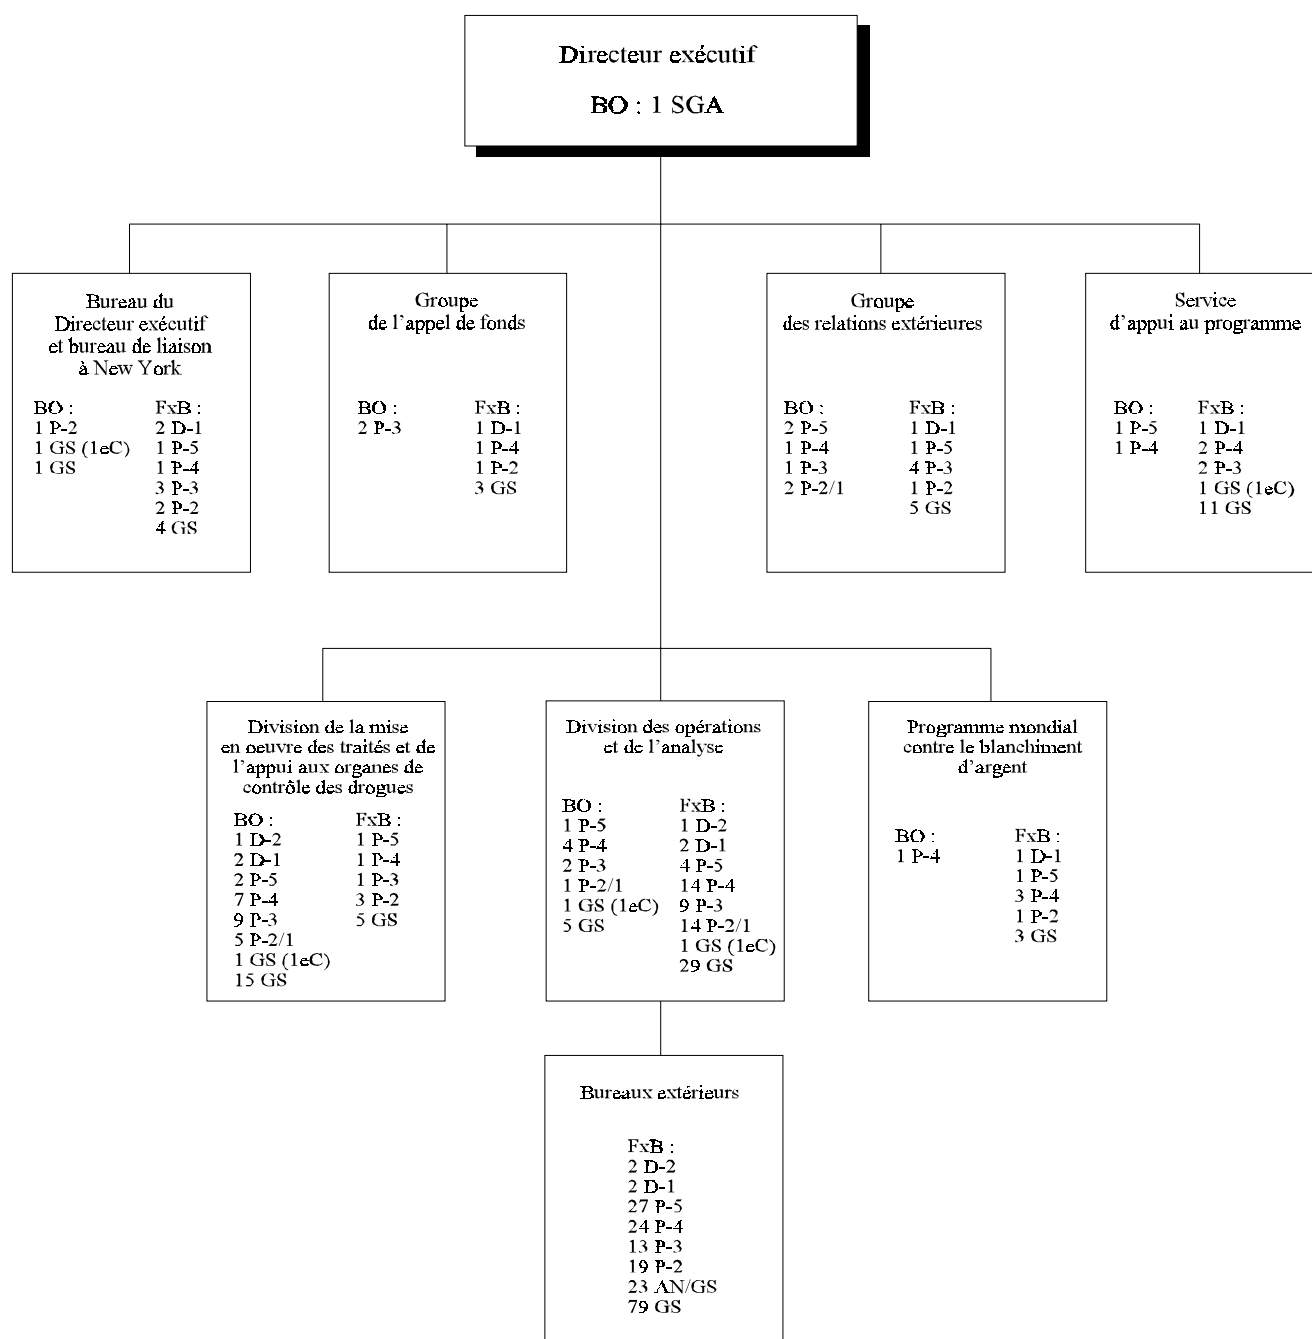 Directeur exécutif
BO : 1 SGA
Bureau du
Directeur exécutif
et bureau de liaison
à New York
BO :
1 P-2
1 GS (1eC)
1 GS
FxB :
2 D-1
1 P-5
1 P-4
3 P-3
2 P-2
4 GS
Groupe
de l'appel de fonds
BO :
2 P-3
FxB :
1 D-1
1 P-4
1 P-2
3 GS
Groupe
des relations extérieures
BO :
2 P-5
1 P-4
1 P-3
2 P-2/1
FxB :
1 D-1
1 P-5
4 P-3
1 P-2
5 GS
Service
d'appui au programme
BO :
1 P-5
1 P-4
FxB :
1 D-1
2 P-4
2 P-3
1 GS (1eC)
11 GS
Division de la mise
en oeuvre des traités et de
l'appui aux organes de
contrôle des drogues
BO :
1 D-2
2 D-1
2 P-5
7 P-4
9 P-3
5 P-2/1
1 GS (1eC)
15 GS
FxB :
1 P-5
1 P-4
1 P-3
3 P-2
5 GS
Division des opérations
et de l'analyse
BO :
1 P-5
4 P-4
2 P-3
1 P-2/1
1 GS (1eC)
5 GS
FxB :
1 D-2
2 D-1
4 P-5
14 P-4
9 P-3
14 P-2/1
1 GS (1eC)
29 GS
Programme mondial
contre le blanchiment
d'argent
BO :
1 P-4
FxB :
1 D-1
1 P-5
3 P-4
1 P-2
3 GS
Bureaux extérieurs
FxB :
2 D-2
2 D-1
27 P-5
24 P-4
13 P-3
19 P-2
23 AN/GS
79 GS